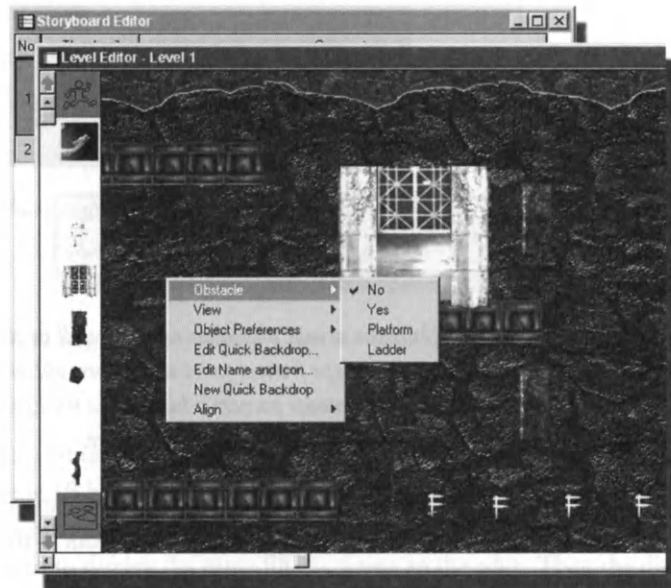 Storyboard Editor
No
Level Editor - Level 1
1
2
Obstacle
View
Object Preferences
Edit Quick Backdrop...
Edit Name and Icon...
New Quick Backdrop
Align
No
Yes
Platform
Ladder